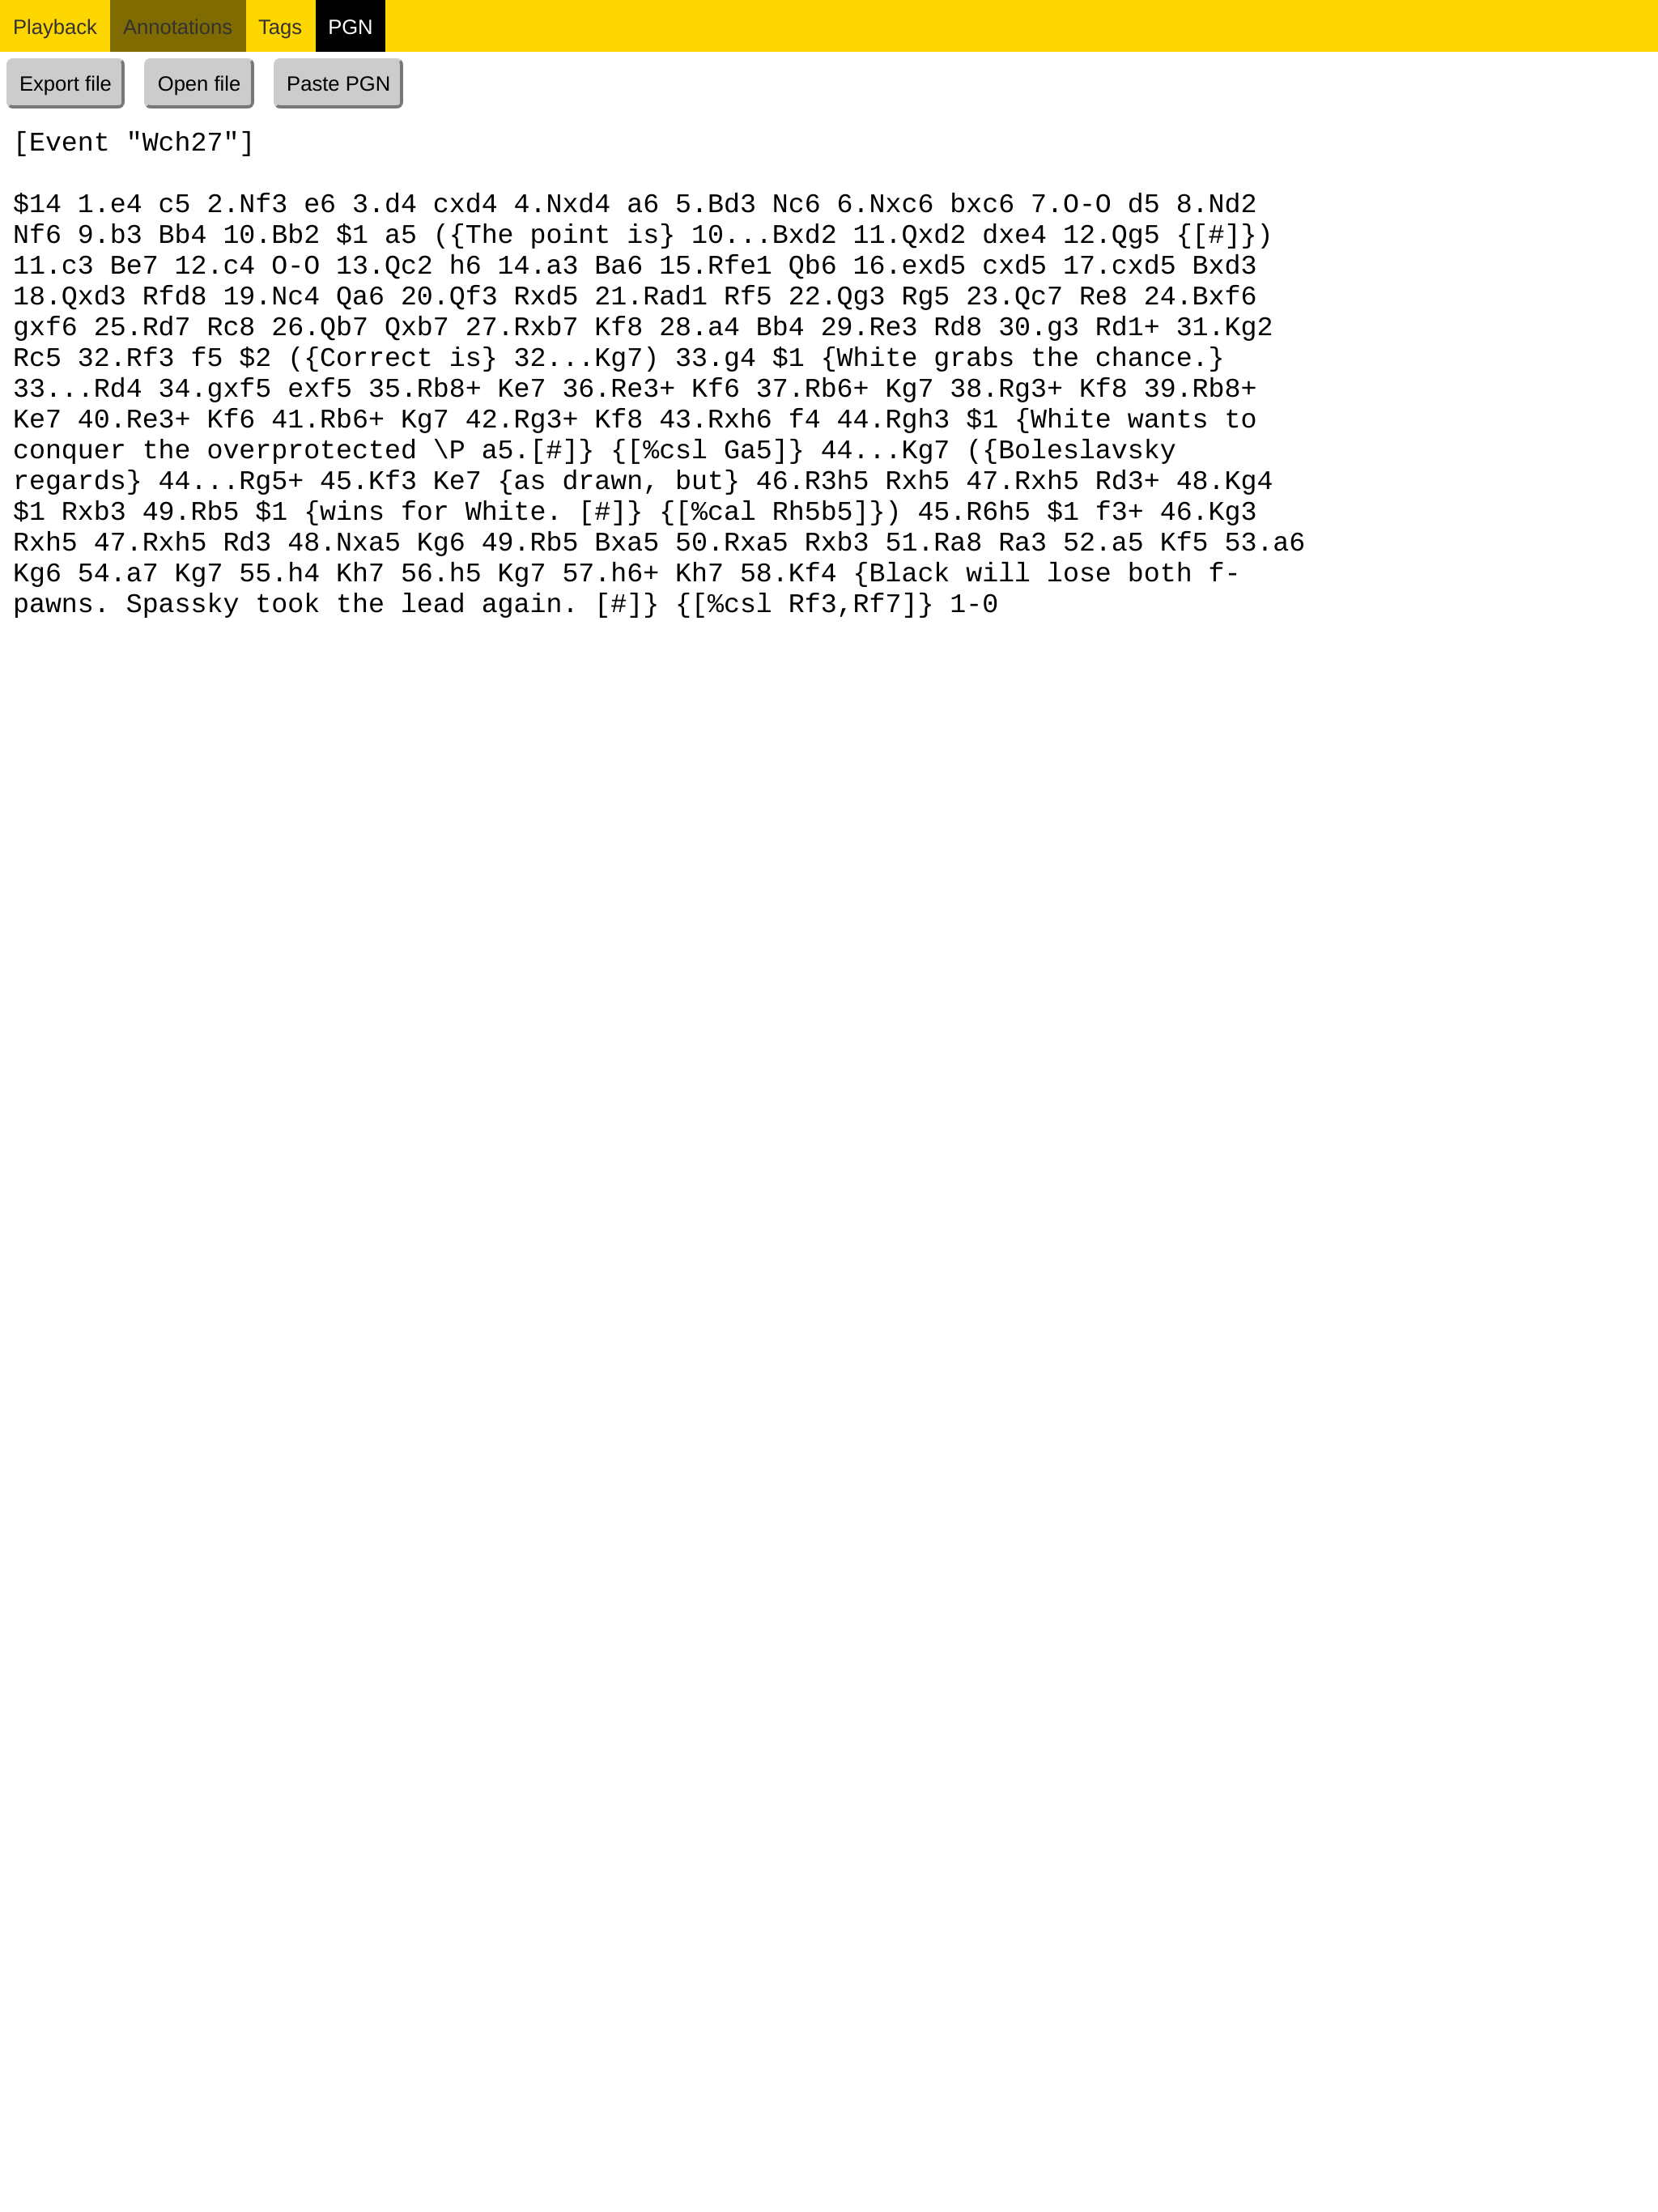 Playback Annotations Tags PGN
Export file Open file Paste PGN
[Event "Wch27"]
$14 1.e4 c5 2.Nf3 e6 3.d4 cxd4 4.Nxd4 a6 5.Bd3 Nc6 6.Nxc6 bxc6 7.O-O d5 8.Nd2
Nf6 9.b3 Bb4 10.Bb2 $1 a5 ({The point is} 10...Bxd2 11.Qxd2 dxe4 12.Qg5 {[#]})
11.c3 Be7 12.c4 O-O 13.Qc2 h6 14.a3 Ba6 15.Rfe1 Qb6 16.exd5 cxd5 17.cxd5 Bxd3
18.Qxd3 Rfd8 19.Nc4 Qa6 20.Qf3 Rxd5 21.Rad1 Rf5 22.Qg3 Rg5 23.Qc7 Re8 24.Bxf6
gxf6 25.Rd7 Rc8 26.Qb7 Qxb7 27.Rxb7 Kf8 28.a4 Bb4 29.Re3 Rd8 30.g3 Rd1+ 31.Kg2
Rc5 32.Rf3 f5 $2 ({Correct is} 32...Kg7) 33.g4 $1 {White grabs the chance.}
33...Rd4 34.gxf5 exf5 35.Rb8+ Ke7 36.Re3+ Kf6 37.Rb6+ Kg7 38.Rg3+ Kf8 39.Rb8+
Ke7 40.Re3+ Kf6 41.Rb6+ Kg7 42.Rg3+ Kf8 43.Rxh6 f4 44.Rgh3 $1 {White wants to
conquer the overprotected \P a5.[#]} {[%csl Ga5]} 44...Kg7 ({Boleslavsky
regards} 44...Rg5+ 45.Kf3 Ke7 {as drawn, but} 46.R3h5 Rxh5 47.Rxh5 Rd3+ 48.Kg4
$1 Rxb3 49.Rb5 $1 {wins for White. [#]} {[%cal Rh5b5]}) 45.R6h5 $1 f3+ 46.Kg3
Rxh5 47.Rxh5 Rd3 48.Nxa5 Kg6 49.Rb5 Bxa5 50.Rxa5 Rxb3 51.Ra8 Ra3 52.a5 Kf5 53.a6
Kg6 54.a7 Kg7 55.h4 Kh7 56.h5 Kg7 57.h6+ Kh7 58.Kf4 {Black will lose both f-
pawns. Spassky took the lead again. [#]} {[%csl Rf3,Rf7]} 1-0